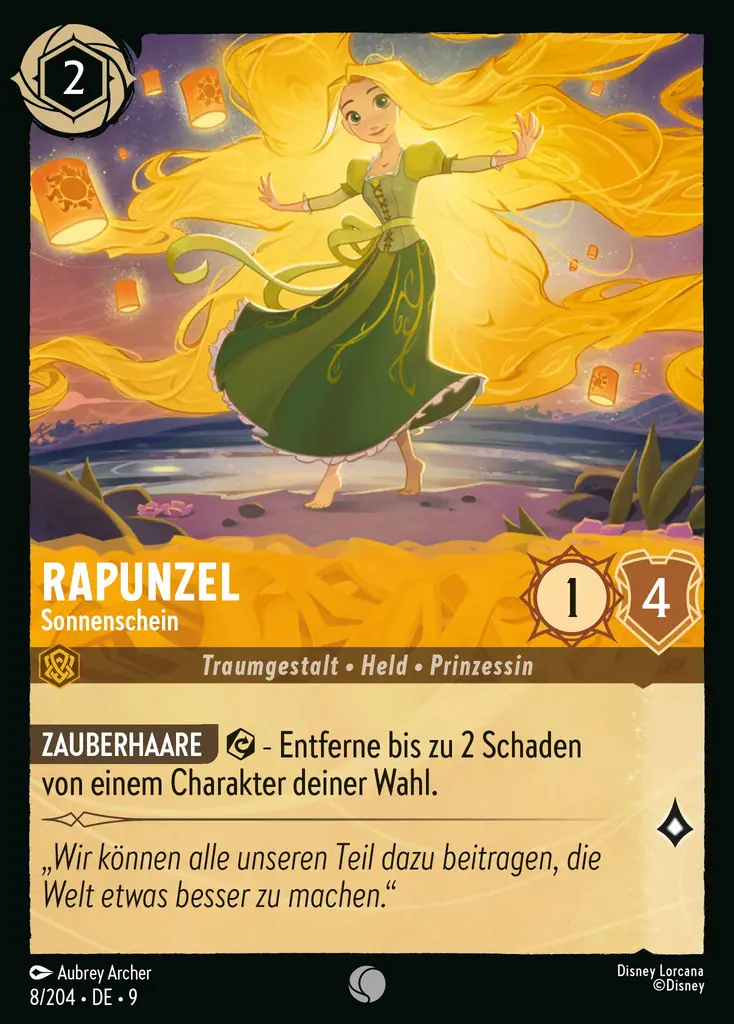 2
RAPUNZEL
Sonnenschein
1
4
Traumgestalt • Held • Prinzessin
ZAUBERHAARE - Entferne bis zu 2 Schaden
von einem Charakter deiner Wahl.
„Wir können alle unseren Teil dazu beitragen, die
Welt etwas besser zu machen.“
Aubrey Archer
8/204 • DE • 9
Disney Lorcana
©Disney